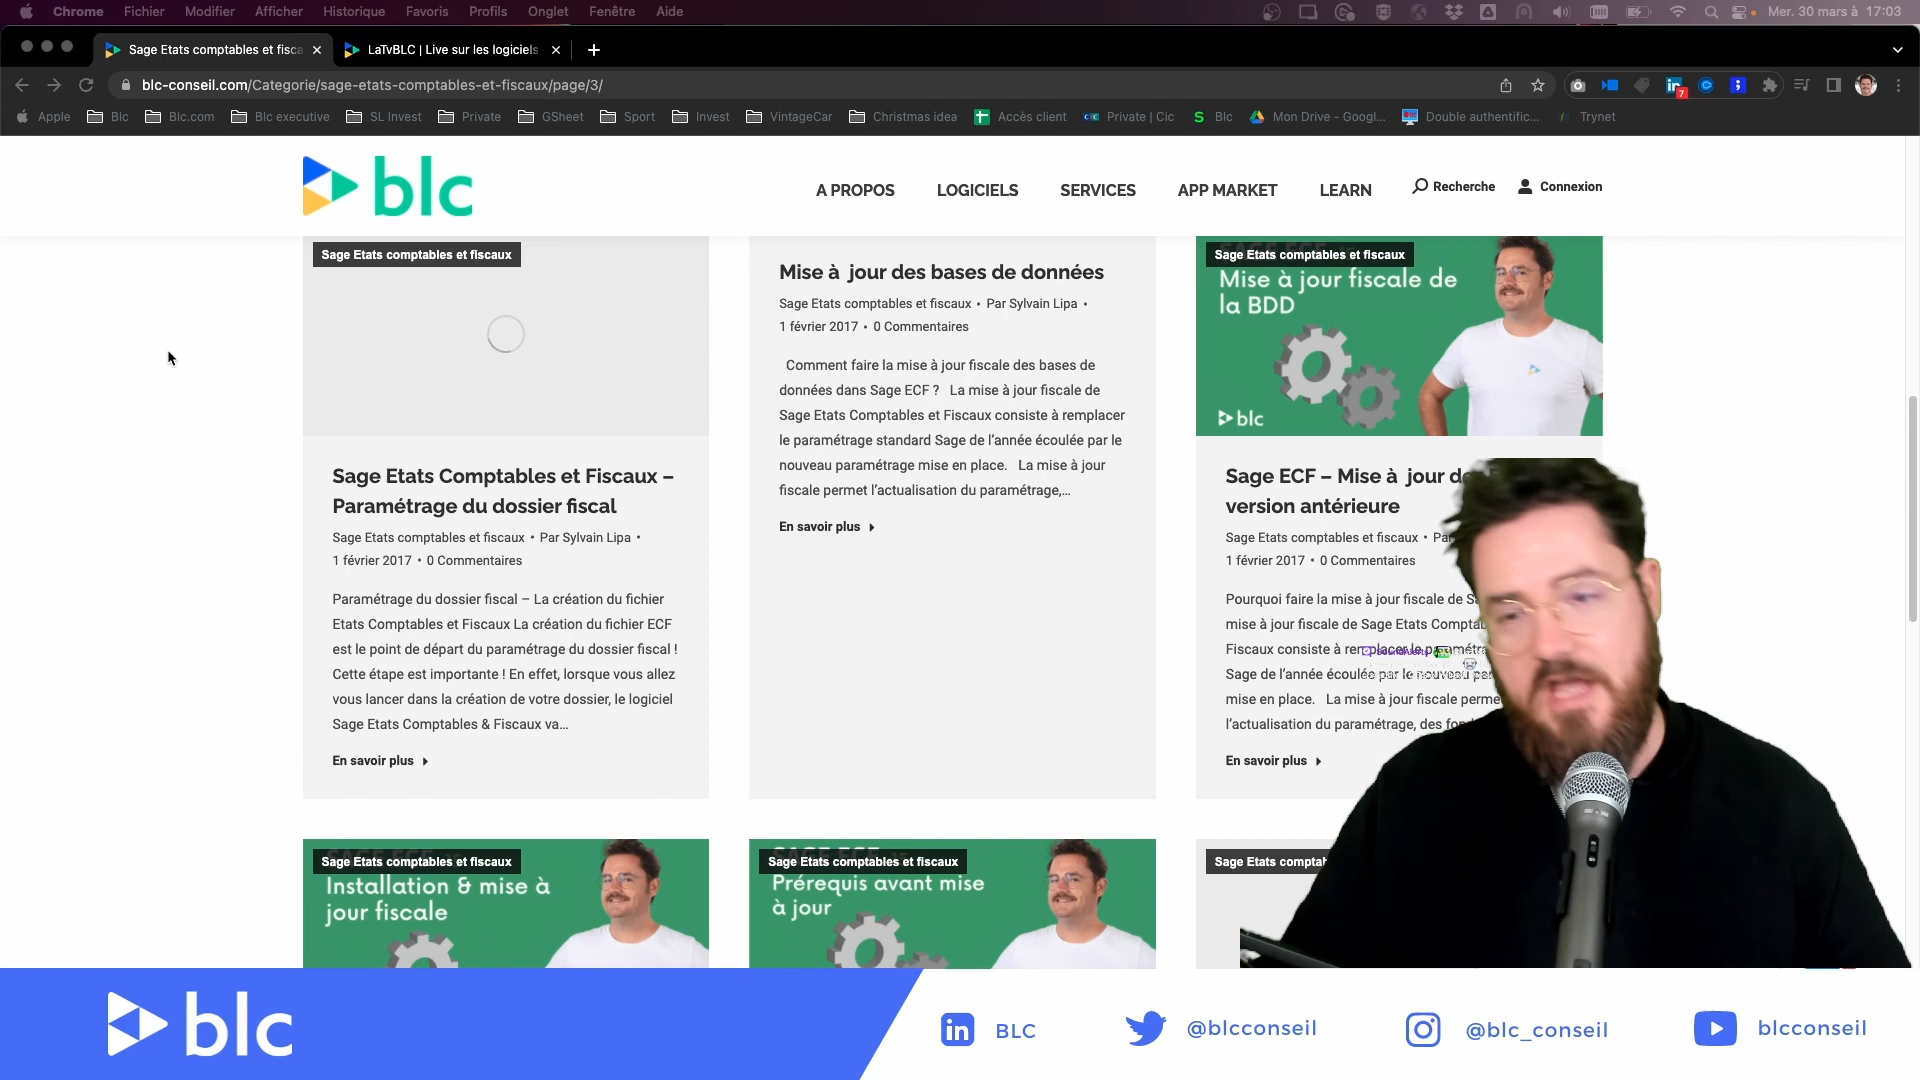 Chrome Fichier Modifier Afficher Historique Favoris Profils Onglet Fenêtre Aide Mer. 30 mars à 17:03
Sage Etats comptables et fisca LaTvBLC | Live sur les logiciels
blc-conseil.com/Categorie/sage-etats-comptables-et-fiscaux/page/3/
7
Apple Blc Blc.com Blc executive SL Invest Private GSheet Sport Invest VintageCar Christmas idea Accès client Private | Cic Blc Mon Drive - Googl... Double authentific... Trynet
blc
A PROPOS LOGICIELS SERVICES APP MARKET LEARN Recherche Connexion
Sage Etats comptables et fiscaux
Sage Etats Comptables et Fiscaux –
Paramétrage du dossier fiscal
Sage Etats comptables et fiscaux • Par Sylvain Lipa •
1 février 2017 • 0 Commentaires
Paramétrage du dossier fiscal – La création du fichier
Etats Comptables et Fiscaux La création du fichier ECF
est le point de départ du paramétrage du dossier fiscal !
Cette étape est importante ! En effet, lorsque vous allez
vous lancer dans la création de votre dossier, le logiciel
Sage Etats Comptables & Fiscaux va…
En savoir plus
Mise à jour des bases de données
Sage Etats comptables et fiscaux • Par Sylvain Lipa •
1 février 2017 • 0 Commentaires
Comment faire la mise à jour fiscale des bases de
données dans Sage ECF ? La mise à jour fiscale de
Sage Etats Comptables et Fiscaux consiste à remplacer
le paramétrage standard Sage de l’année écoulée par le
nouveau paramétrage mise en place. La mise à jour
fiscale permet l’actualisation du paramétrage,…
En savoir plus
Sage Etats comptables et fiscaux
Mise à jour fiscale de
la BDD
blc
Sage ECF – Mise à jour de
version antérieure
Sage Etats comptables et fiscaux • Pa
1 février 2017 • 0 Commentaires
Pourquoi faire la mise à jour fiscale de Sa
mise à jour fiscale de Sage Etats Compta
Fiscaux consiste à remplacer le paramétr
Sage de l’année écoulée par le nouveau pa
mise en place. La mise à jour fiscale perme
l’actualisation du paramétrage, des fon
En savoir plus
Sage Etats comptables et fiscaux
Installation & mise à
jour fiscale
Sage Etats comptables et fiscaux
Prérequis avant mise
à jour
Sage Etats comptab
blc
in BLC @blcconseil @blc_conseil blcconseil